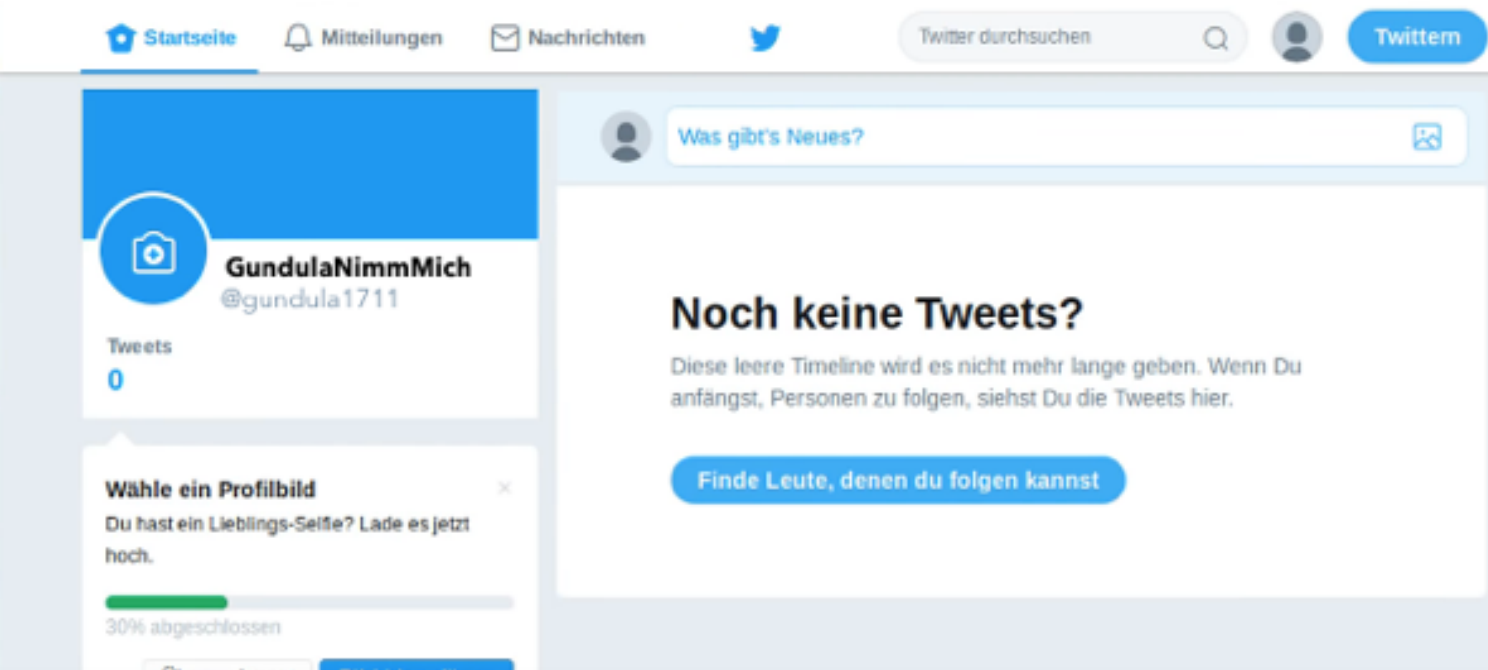 Startseite
Mitteilungen
Nachrichten
Twitter durchsuchen
Twittern
GundulaNimmMich
@gundula1711
Tweets
0
Wähle ein Profilbild
Du hast ein Lieblings-Selfie? Lade es jetzt
hoch.
30% abgeschlossen
Was gibt's Neues?
Noch keine Tweets?
Diese leere Timeline wird es nicht mehr lange geben. Wenn Du
anfängst, Personen zu folgen, siehst Du die Tweets hier.
Finde Leute, denen du folgen kannst